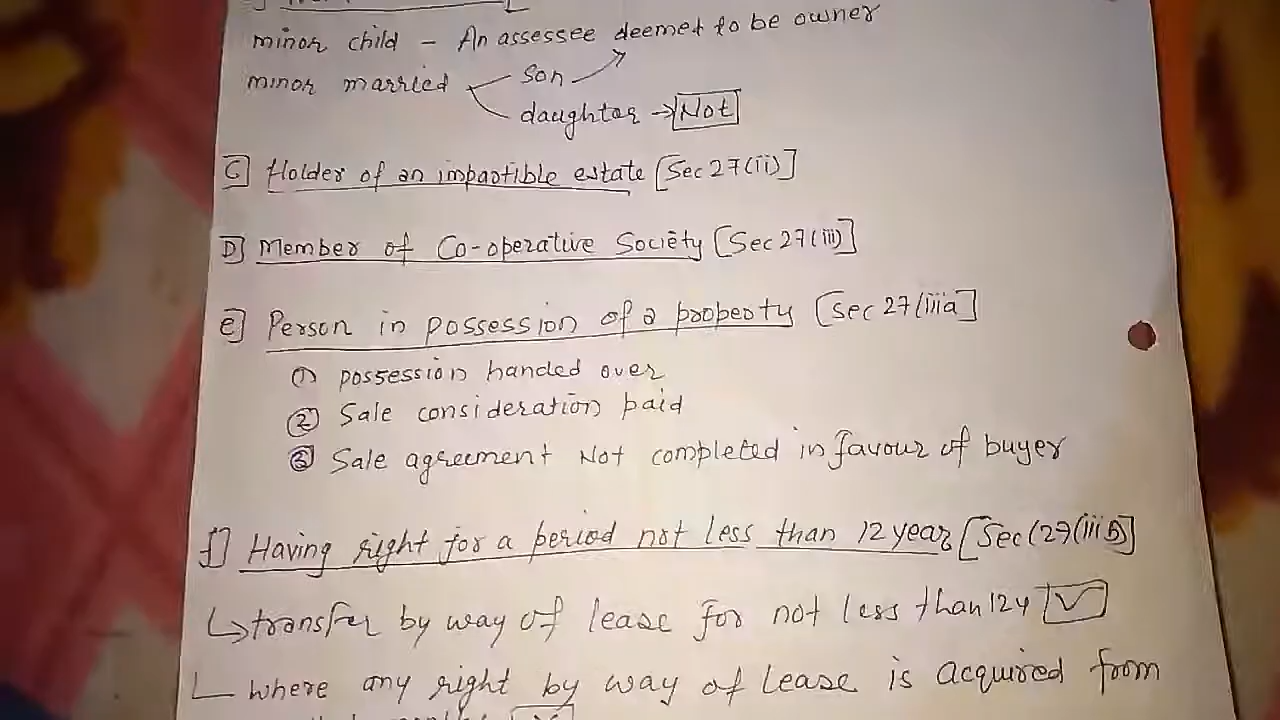 minor child - An assessee deemed to be owner
minor married son
daughter → Not
C] Holder of an impartible estate [Sec 27(ii)]
D] Member of Co-operative Society [Sec 27(iii)]
e] Person in possession of a property [Sec 27(iiia]
① possession handed over
② Sale consideration paid
③ Sale agreement Not completed in favour of buyer
f] Having right for a period not less than 12 year [Sec (27(iiib)]
↳ transfer by way of lease for not less than 12y ✓
where any right by way of lease is acquired from